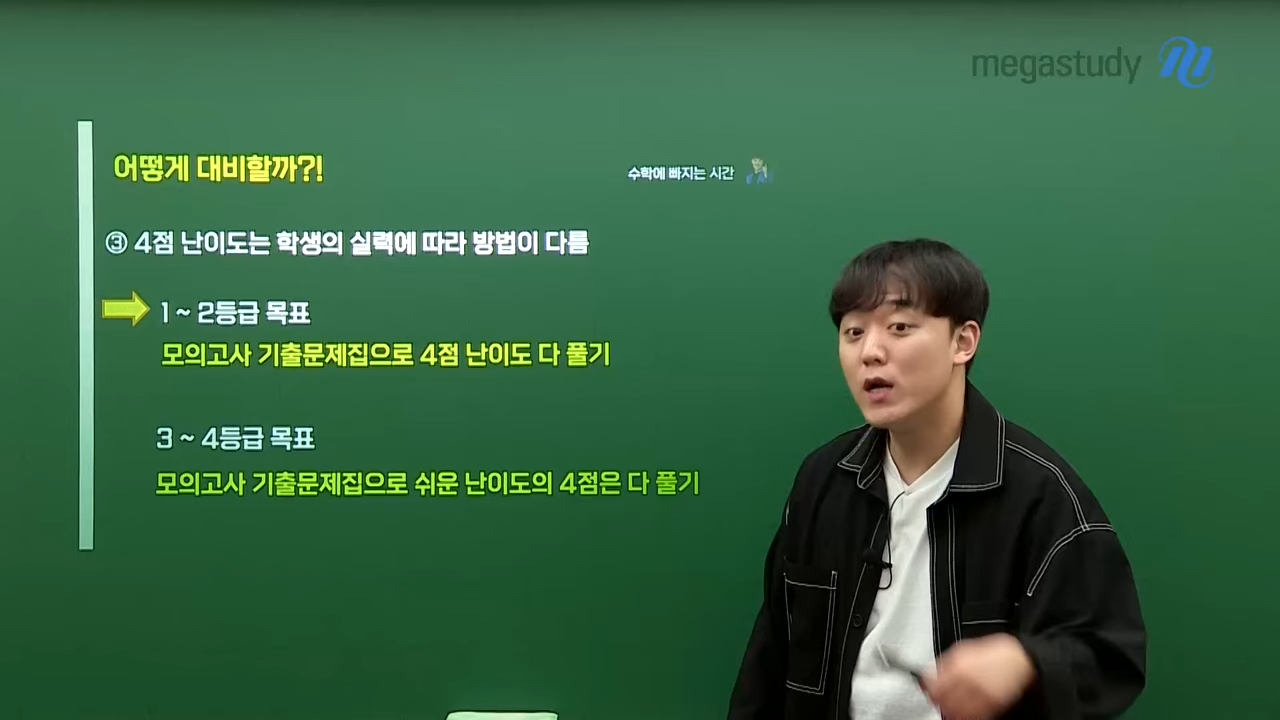 megastudy
어떻게 대비할까?!
수학에 빠지는 시간
③ 4점 난이도는 학생의 실력에 따라 방법이 다름
1 ~ 2등급 목표
모의고사 기출문제집으로 4점 난이도 다 풀기
3 ~ 4등급 목표
모의고사 기출문제집으로 쉬운 난이도의 4점은 다 풀기